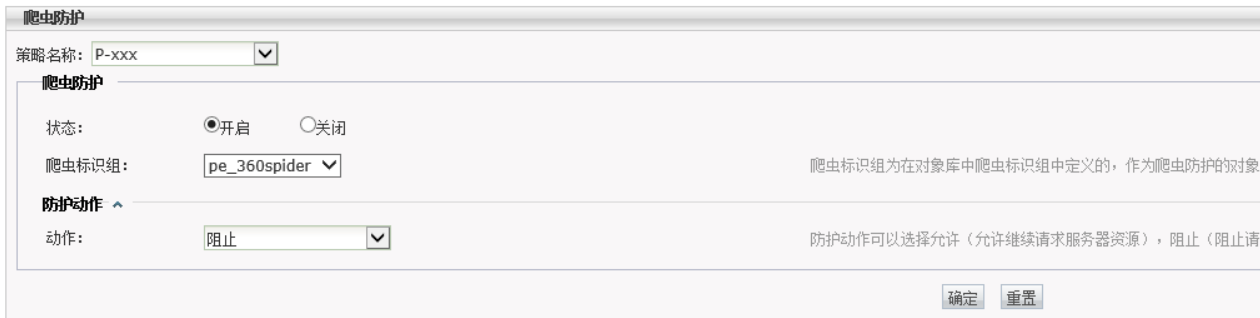 爬虫防护
策略名称: P-xxx
爬虫防护
状态: 开启 关闭
爬虫标识组: pe_360spider 爬虫标识组为在对象库中爬虫标识组中定义的，作为爬虫防护的对象
防护动作
动作: 阻止 防护动作可以选择允许（允许继续请求服务器资源），阻止（阻止请
确定 重置